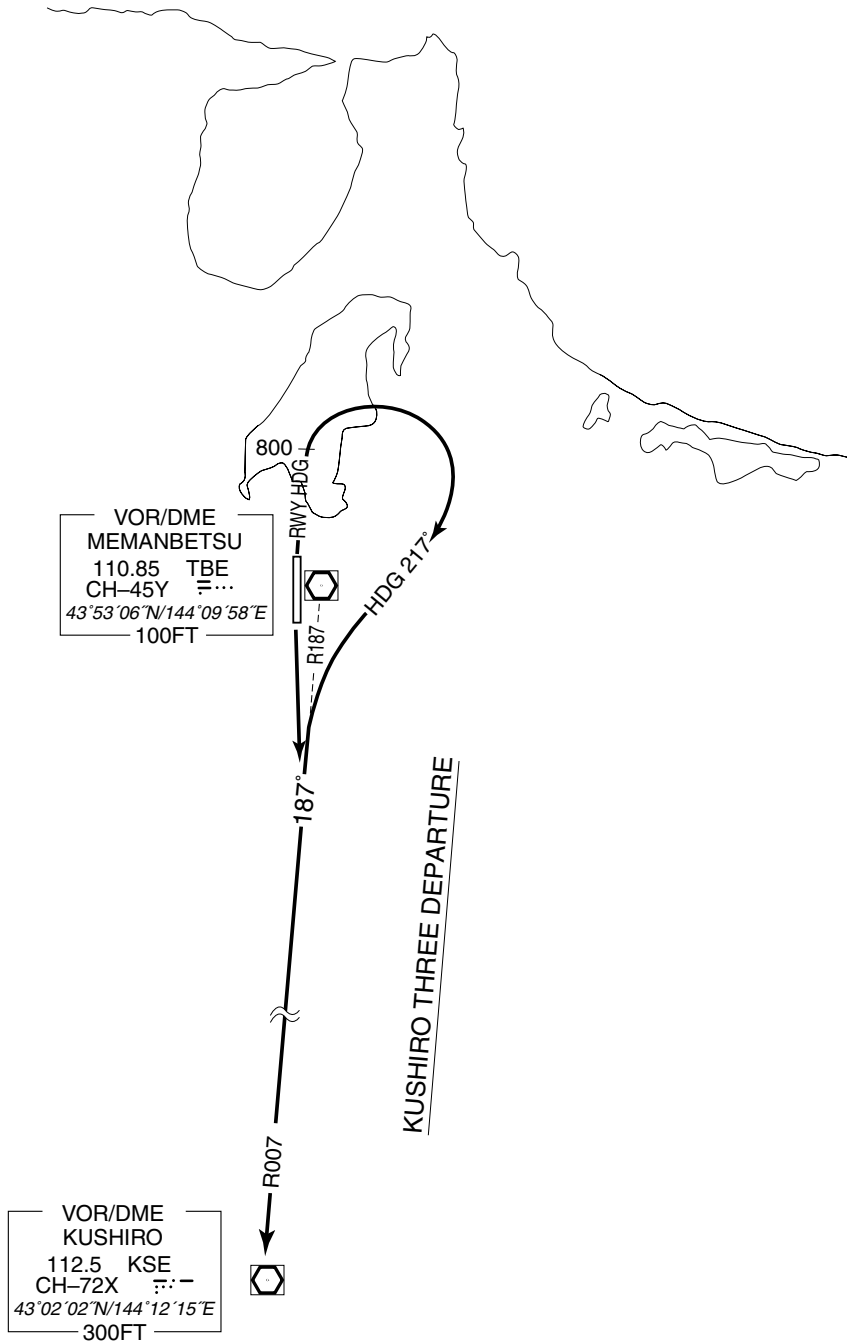 800
RWY HDG
VOR/DME
MEMANBETSU
110.85 TBE
CH–45Y
43°53′06″N/144°09′58″E
100FT
HDG 217°
R187
187°
KUSHIRO THREE DEPARTURE
R007
VOR/DME
KUSHIRO
112.5 KSE
CH–72X
43°02′02″N/144°12′15″E
300FT